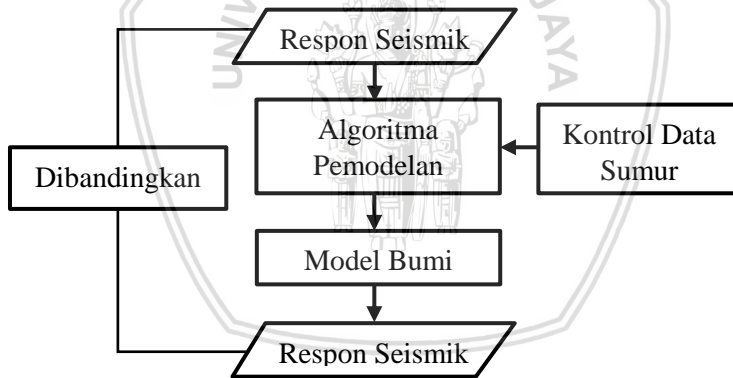 Respon Seismik
Algoritma
Pemodelan
Kontrol Data
Sumur
Dibandingkan
Model Bumi
Respon Seismik